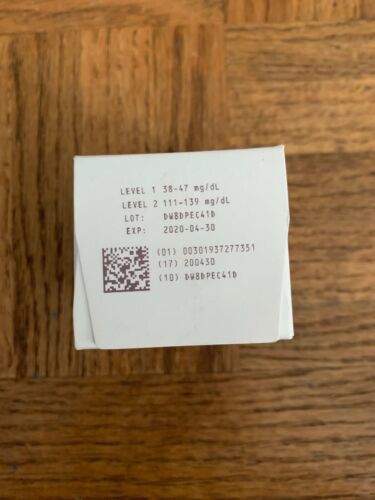 LEVEL 1 38-47 mg/dL
LEVEL 2 111-139 mg/dL
LOT: DW8DPEC41D
EXP: 2020-04-30
(01) 00301937277351
(17) 200430
(10) DW8DPEC41D